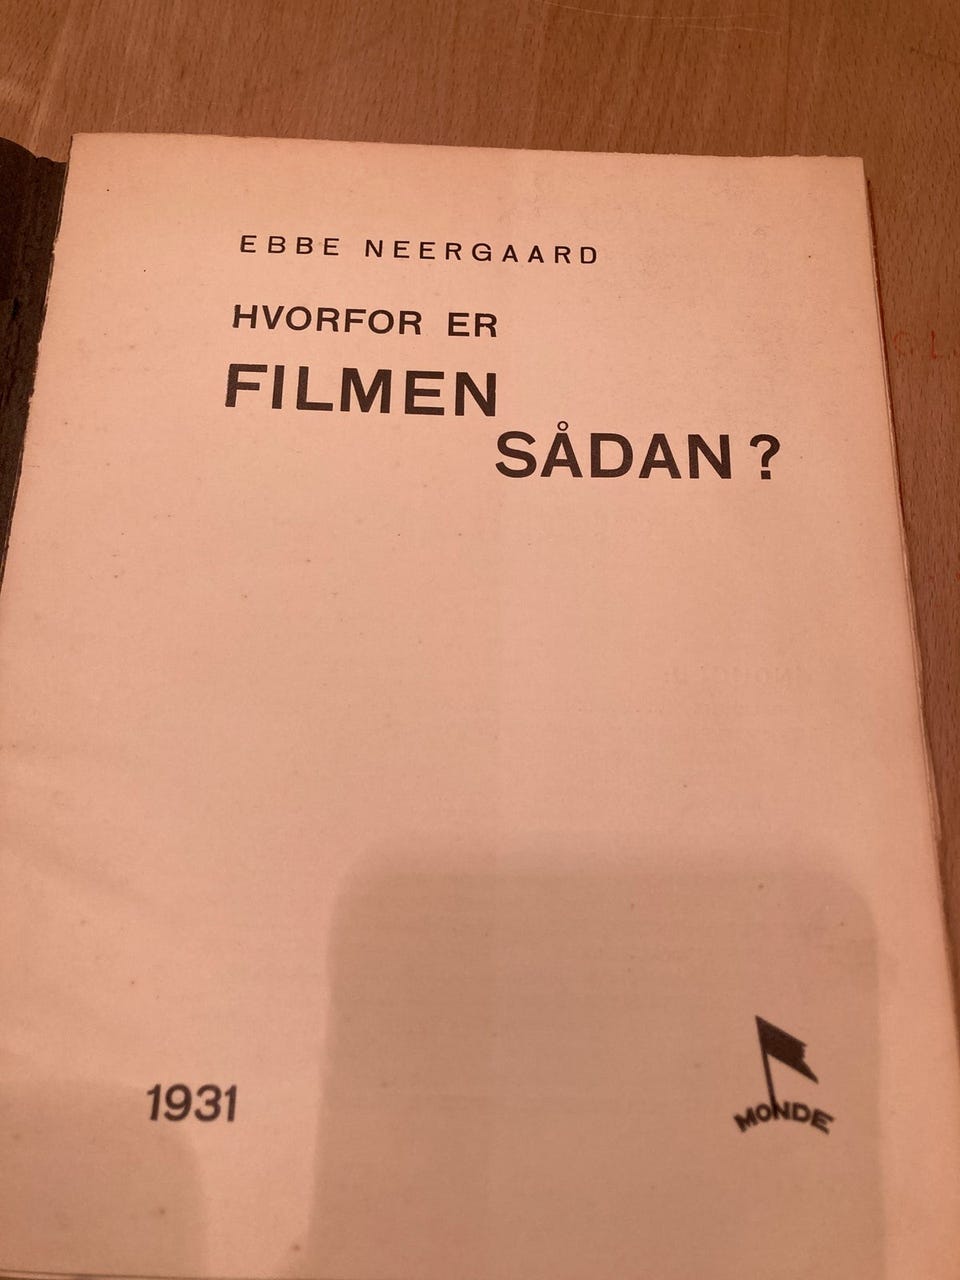 EBBE NEERGAARD
HVORFOR ER
FILMEN
SÅDAN ?
1931
MONDE